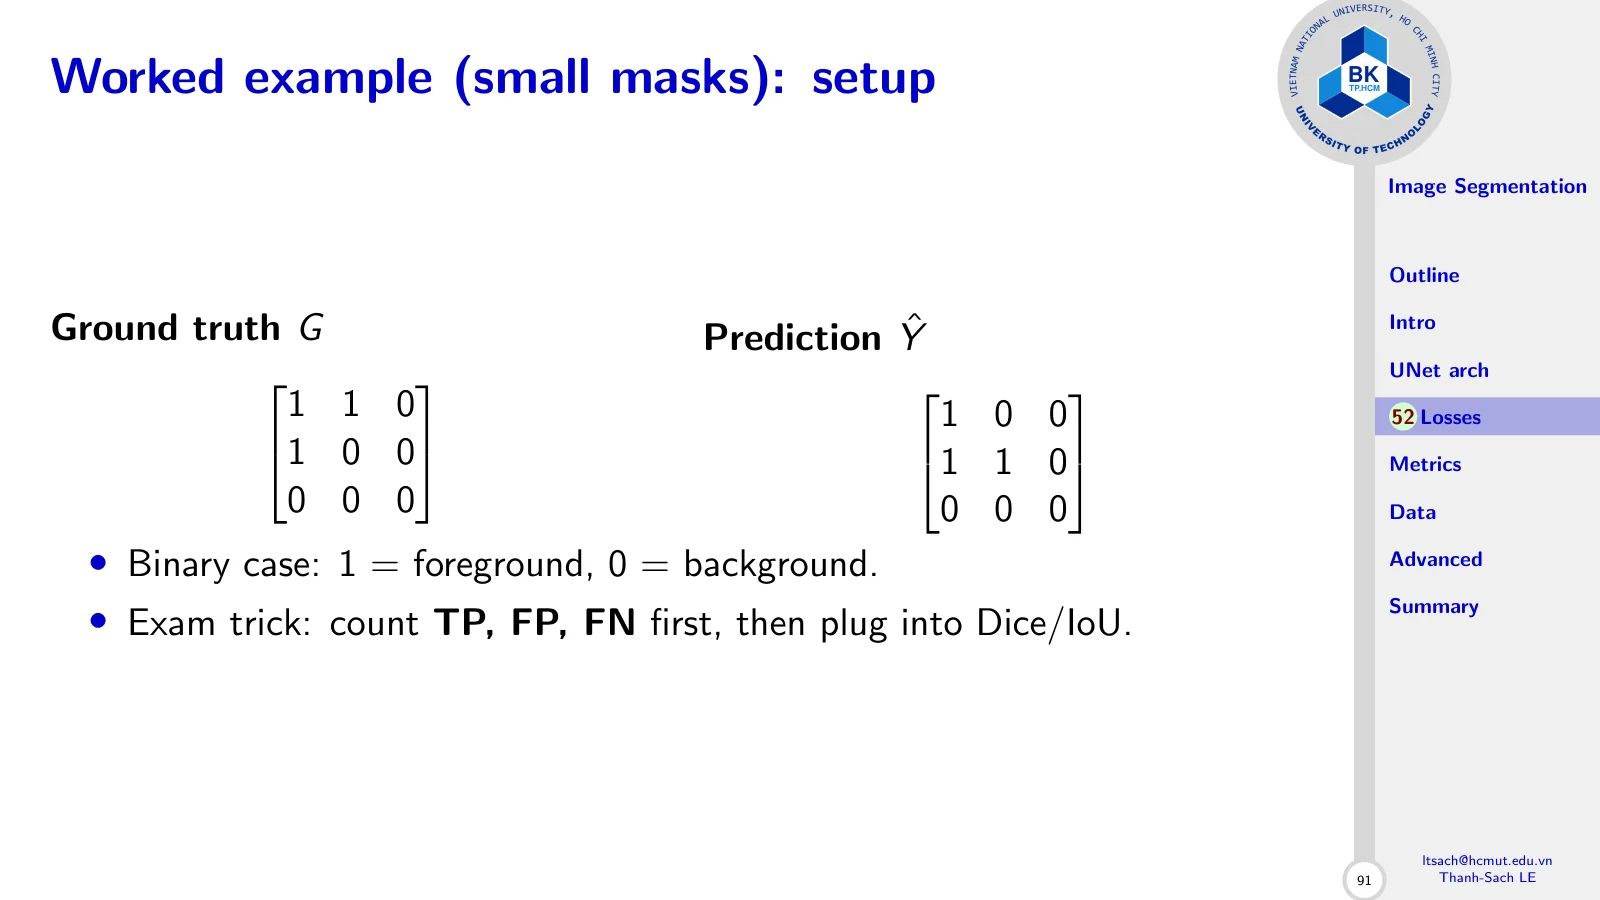 Worked example (small masks): setup
VIETNAM NATIONAL UNIVERSITY, HO CHI MINH CITY
BK
TP.HCM
UNIVERSITY OF TECHNOLOGY
Image Segmentation
Outline
Intro
UNet arch
52 Losses
Metrics
Data
Advanced
Summary
Ground truth G
1 1 0
1 0 0
0 0 0
Prediction Ŷ
1 0 0
1 1 0
0 0 0
• Binary case: 1 = foreground, 0 = background.
• Exam trick: count TP, FP, FN first, then plug into Dice/IoU.
91
ltsach@hcmut.edu.vn
Thanh-Sach LE